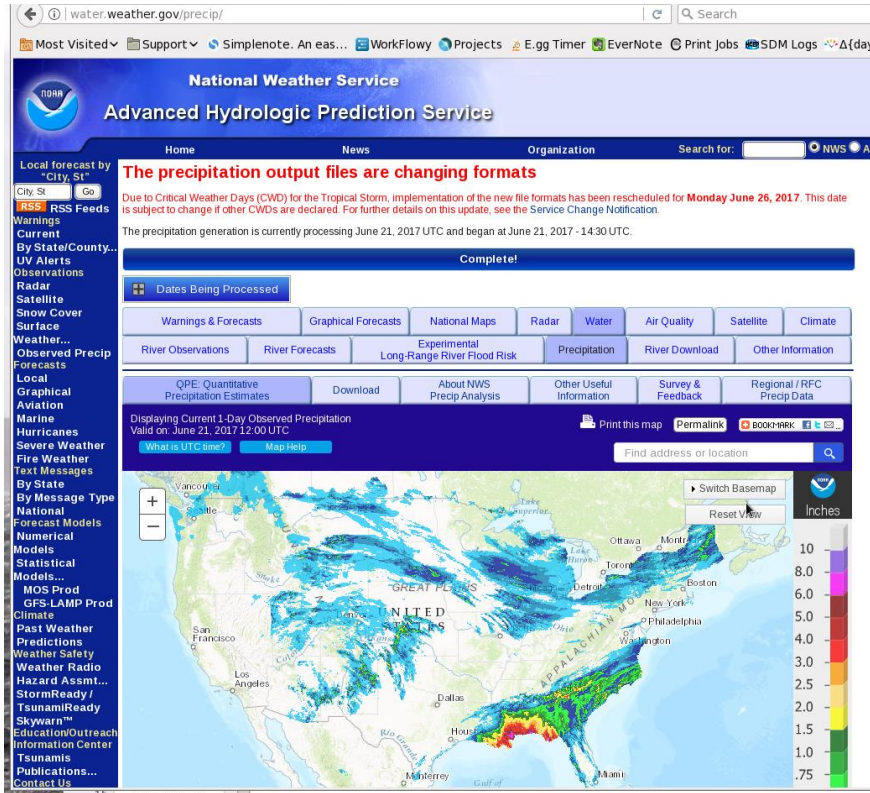 water.weather.gov/precip/
Search
Most Visited
Support
Simplenote. An eas...
WorkFlowy
Projects
E.gg Timer
EverNote
Print Jobs
SDM Logs
Δ{day
NOAA
National Weather Service
Advanced Hydrologic Prediction Service
Home
News
Organization
Search for:
NWS
A
Local forecast by
"City, St"
City, St
Go
RSS RSS Feeds
Warnings
Current
By State/County...
UV Alerts
Observations
Radar
Satellite
Snow Cover
Surface
Weather...
Observed Precip
Forecasts
Local
Graphical
Aviation
Marine
Hurricanes
Severe Weather
Fire Weather
Text Messages
By State
By Message Type
National
Forecast Models
Numerical
Models
Statistical
Models...
MOS Prod
GFS-LAMP Prod
Climate
Past Weather
Predictions
Weather Safety
Weather Radio
Hazard Assmt...
StormReady /
TsunamiReady
Skywarn™
Education/Outreach
Information Center
Tsunamis
Publications...
Contact Us
The precipitation output files are changing formats
Due to Critical Weather Days (CWD) for the Tropical Storm, implementation of the new file formats has been rescheduled for Monday June 26, 2017. This date
is subject to change if other CWDs are declared. For further details on this update, see the Service Change Notification.
The precipitation generation is currently processing June 21, 2017 UTC and began at June 21, 2017 - 14:30 UTC.
Complete!
Dates Being Processed
Warnings & Forecasts
Graphical Forecasts
National Maps
Radar
Water
Air Quality
Satellite
Climate
River Observations
River Forecasts
Experimental
Long-Range River Flood Risk
Precipitation
River Download
Other Information
QPE: Quantitative
Precipitation Estimates
Download
About NWS
Precip Analysis
Other Useful
Information
Survey &
Feedback
Regional / RFC
Precip Data
Displaying Current 1-Day Observed Precipitation
Valid on: June 21, 2017 12:00 UTC
What is UTC time?
Map Help
Print this map
Permalink
BOOKMARK
Find address or location
+
−
Switch Basemap
Reset View
Vancouver
Seattle
Lake
Superior
Ottawa
Montr
Lake
Huron
Toron
Snake
GREAT PLAINS
Chicago
Detroit
Boston
New York
Philadelphia
Washington
Denver
UNITED
STATES
Ohio
APPALACHIAN MO
San
Francisco
Los
Angeles
Dallas
Rio Grande
Hous
Monterrey
Gulf of
Miami
NOAA
Inches
10
8.0
6.0
5.0
4.0
3.0
2.5
2.0
1.5
1.0
.75